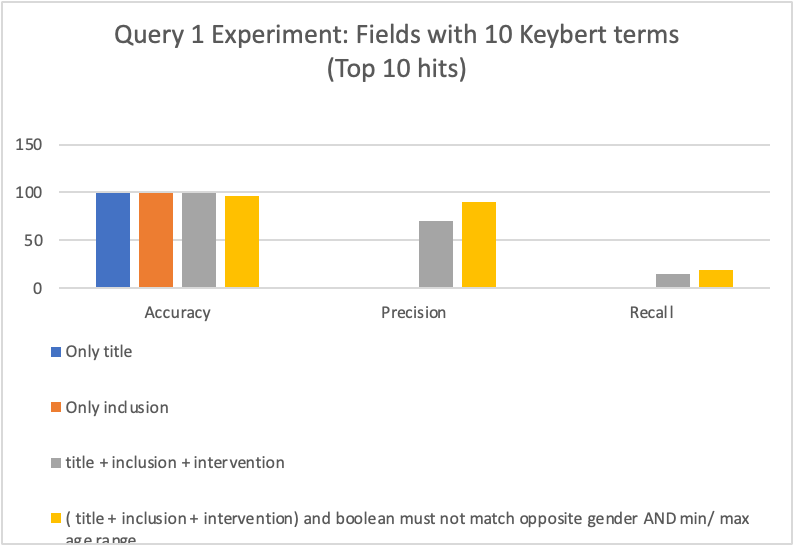 Query 1 Experiment: Fields with 10 Keybert terms
(Top 10 hits)
150
100
50
0
Accuracy Precision Recall
Only title
Only inclusion
title + inclusion + intervention
( title + inclusion + intervention) and boolean must not match opposite gender AND min/ max
age range